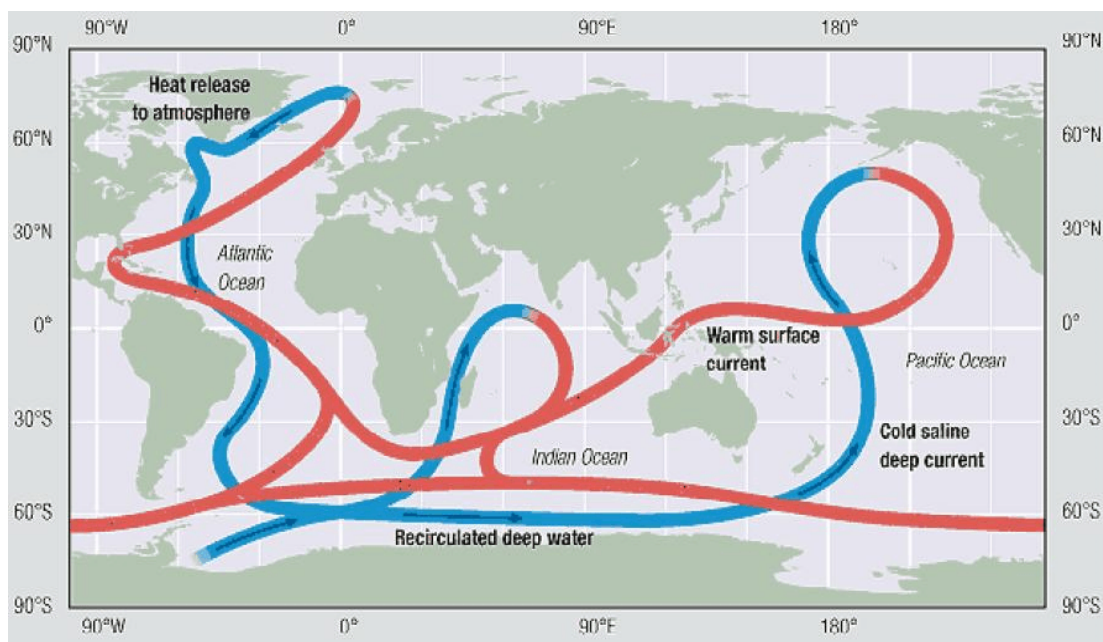 90°W 0° 90°E 180°
90°N 90°N
Heat release
to atmosphere
60°N 60°N
30°N 30°N
Atlantic
Ocean
0° 0°
Warm surface
current
Pacific Ocean
30°S 30°S
Cold saline
deep current
Indian Ocean
60°S 60°S
Recirculated deep water
90°S 90°S
90°W 0° 90°E 180°